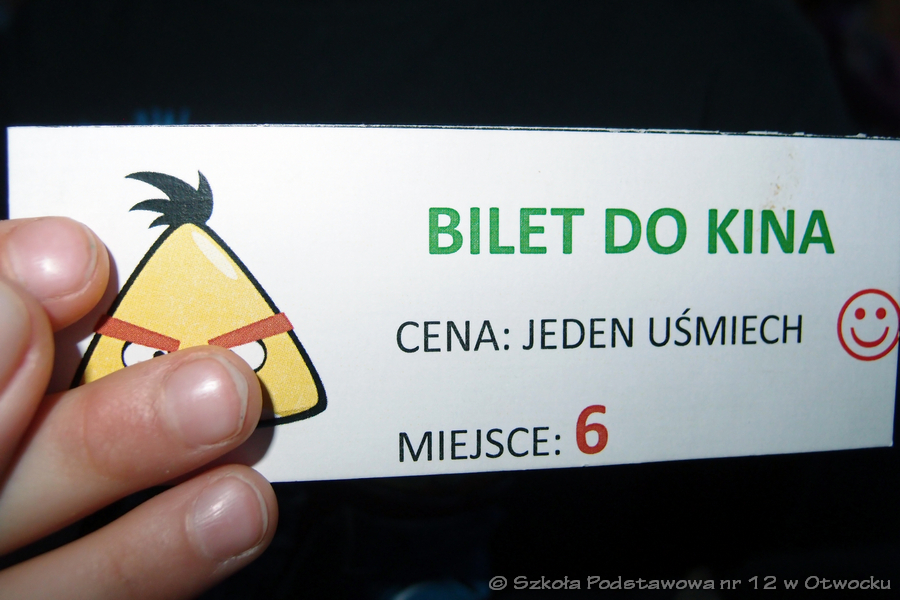 BILET DO KINA
CENA: JEDEN UŚMIECH
MIEJSCE: 6
© Szkoła Podstawowa nr 12 w Otwocku